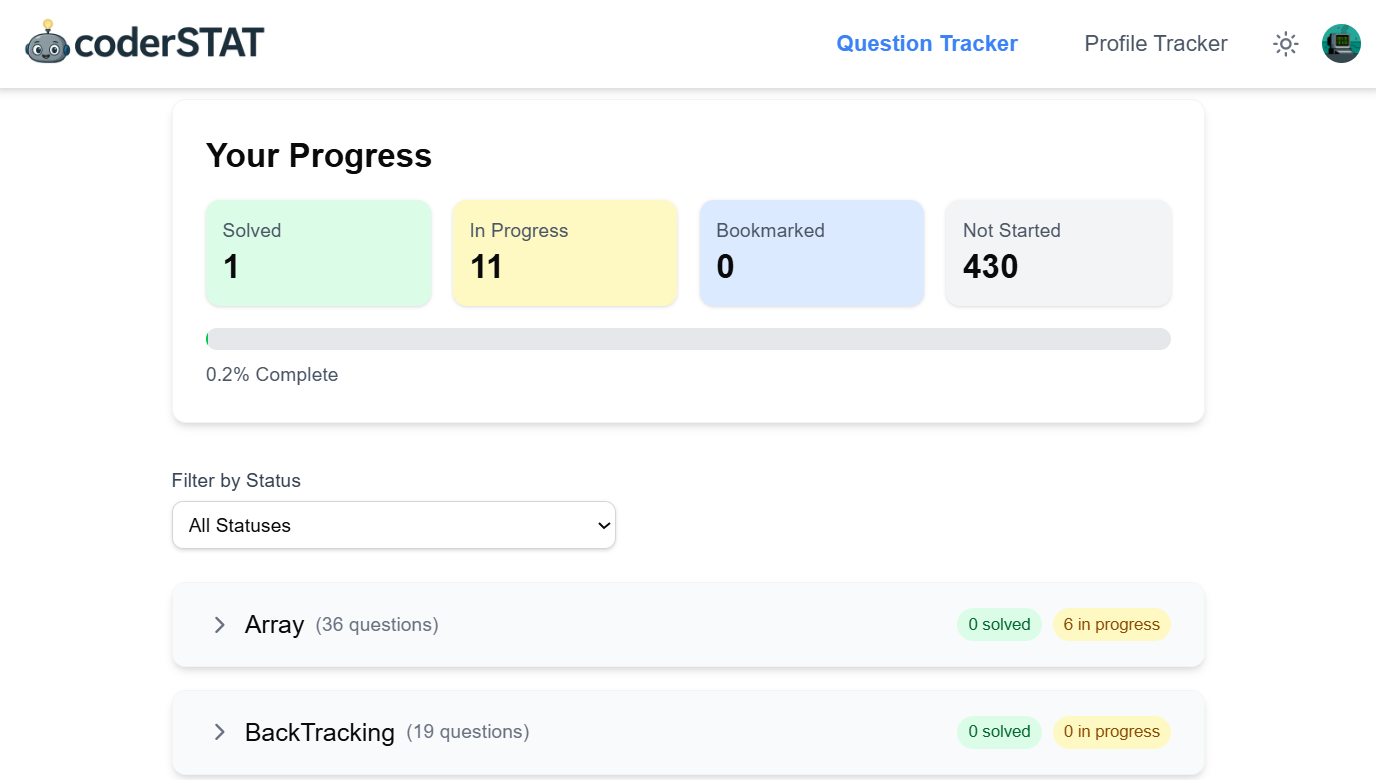 coderSTAT
Question Tracker
Profile Tracker
Your Progress
Solved
1
In Progress
11
Bookmarked
0
Not Started
430
0.2% Complete
Filter by Status
All Statuses
Array (36 questions)
0 solved
6 in progress
BackTracking (19 questions)
0 solved
0 in progress